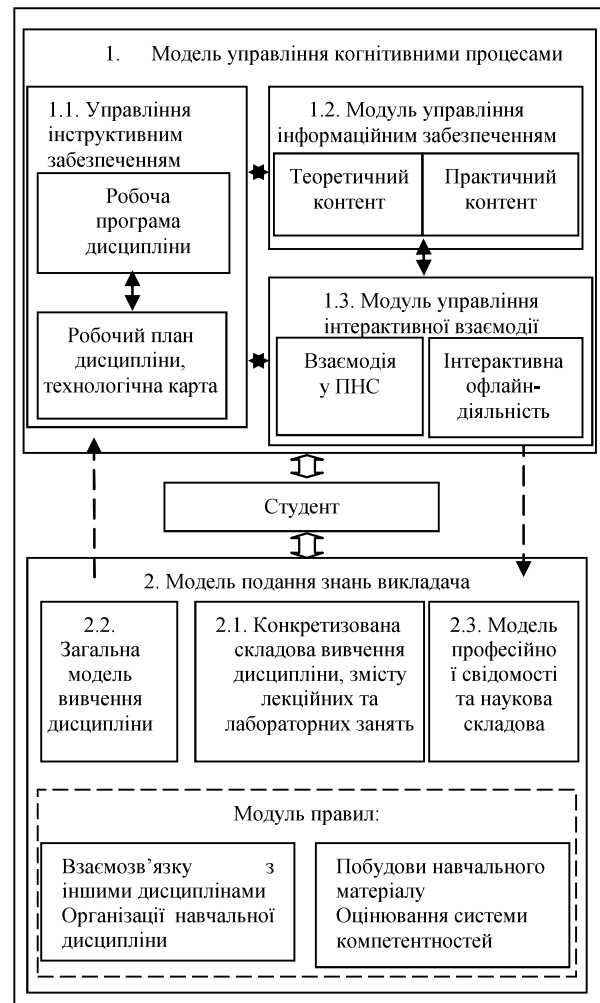 1. Модель управління когнітивними процесами
1.1. Управління
інструктивним
забезпеченням
Робоча
програма
дисципліни
Робочий план
дисципліни,
технологічна карта
1.2. Модуль управління
інформаційним забезпеченням
Теоретичний
контент
Практичний
контент
1.3. Модуль управління
інтерактивної взаємодії
Взаємодія
у ПНС
Інтерактивна
офлайн-
діяльність
Студент
2. Модель подання знань викладача
2.2.
Загальна
модель
вивчення
дисципліни
2.1. Конкретизована
складова вивчення
дисципліни, змісту
лекційних та
лабораторних занять
2.3. Модель
професійно
ї свідомості
та наукова
складова
Модуль правил:
Взаємозв’язку з
іншими дисциплінами
Організації навчальної
дисципліни
Побудови навчального
матеріалу
Оцінювання системи
компетентностей